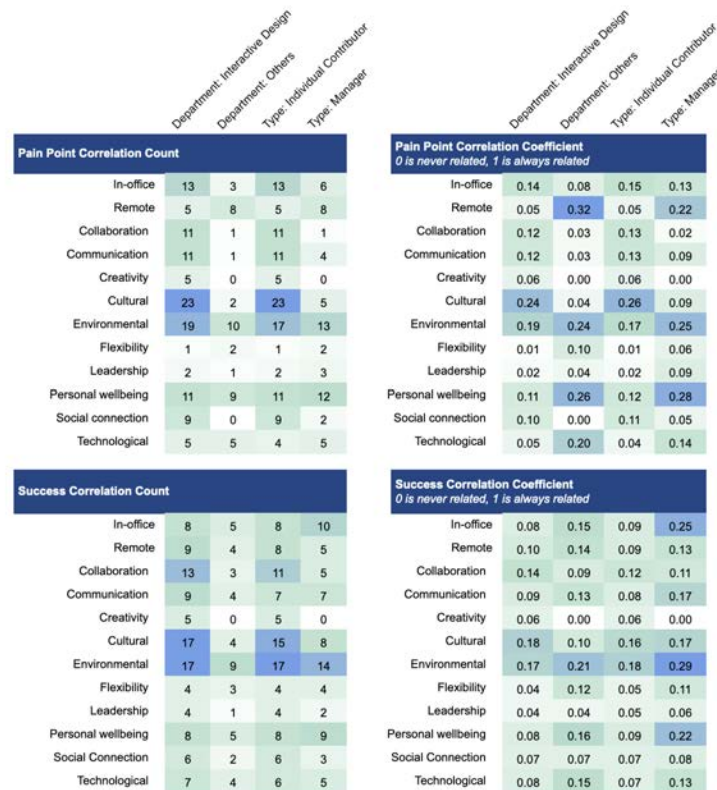 Department: Interactive Design
Department: Others
Type: Individual Contributor
Type: Manager
Department: Interactive Design
Department: Others
Type: Individual Contributor
Type: Manager
Pain Point Correlation Count
In-office 13 3 13 6
Remote 5 8 5 8
Collaboration 11 1 11 1
Communication 11 1 11 4
Creativity 5 0 5 0
Cultural 23 2 23 5
Environmental 19 10 17 13
Flexibility 1 2 1 2
Leadership 2 1 2 3
Personal wellbeing 11 9 11 12
Social connection 9 0 9 2
Technological 5 5 4 5
Pain Point Correlation Coefficient
0 is never related, 1 is always related
In-office 0.14 0.08 0.15 0.13
Remote 0.05 0.32 0.05 0.22
Collaboration 0.12 0.03 0.13 0.02
Communication 0.12 0.03 0.13 0.09
Creativity 0.06 0.00 0.06 0.00
Cultural 0.24 0.04 0.26 0.09
Environmental 0.19 0.24 0.17 0.25
Flexibility 0.01 0.10 0.01 0.06
Leadership 0.02 0.04 0.02 0.09
Personal wellbeing 0.11 0.26 0.12 0.28
Social connection 0.10 0.00 0.11 0.05
Technological 0.05 0.20 0.04 0.14
Success Correlation Count
In-office 8 5 8 10
Remote 9 4 8 5
Collaboration 13 3 11 5
Communication 9 4 7 7
Creativity 5 0 5 0
Cultural 17 4 15 8
Environmental 17 9 17 14
Flexibility 4 3 4 4
Leadership 4 1 4 2
Personal wellbeing 8 5 8 9
Social Connection 6 2 6 3
Technological 7 4 6 5
Success Correlation Coefficient
0 is never related, 1 is always related
In-office 0.08 0.15 0.09 0.25
Remote 0.10 0.14 0.09 0.13
Collaboration 0.14 0.09 0.12 0.11
Communication 0.09 0.13 0.08 0.17
Creativity 0.06 0.00 0.06 0.00
Cultural 0.18 0.10 0.16 0.17
Environmental 0.17 0.21 0.18 0.29
Flexibility 0.04 0.12 0.05 0.11
Leadership 0.04 0.04 0.05 0.06
Personal wellbeing 0.08 0.16 0.09 0.22
Social Connection 0.07 0.07 0.07 0.08
Technological 0.08 0.15 0.07 0.13